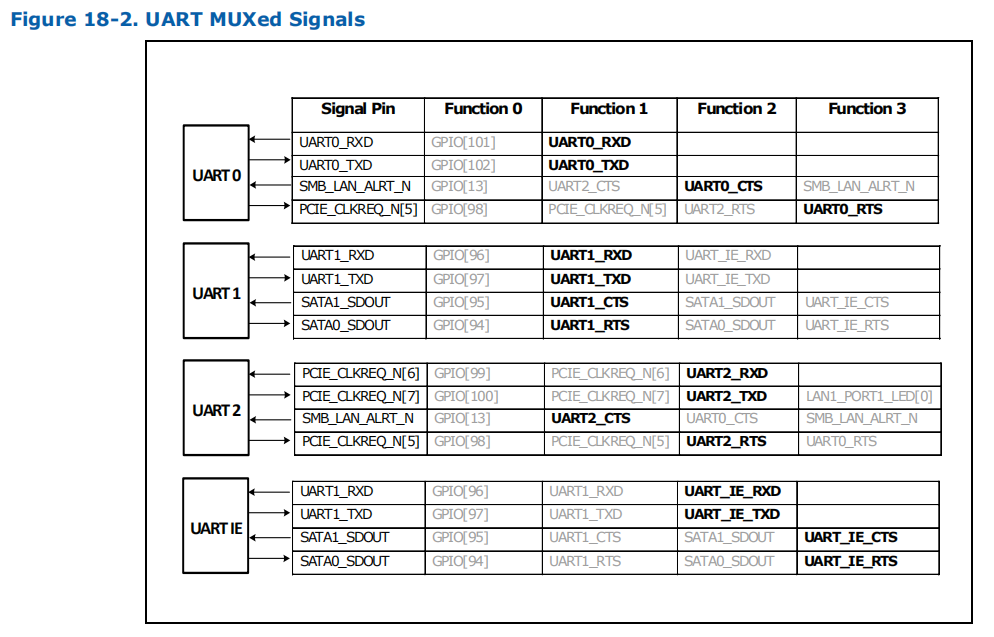 Figure 18-2. UART MUXed Signals
Signal Pin Function 0 Function 1 Function 2 Function 3
UART 0
UART0_RXD GPIO[101] UART0_RXD
UART0_TXD GPIO[102] UART0_TXD
SMB_LAN_ALRT_N GPIO[13] UART2_CTS UART0_CTS SMB_LAN_ALRT_N
PCIE_CLKREQ_N[5] GPIO[98] PCIE_CLKREQ_N[5] UART2_RTS UART0_RTS
UART 1
UART1_RXD GPIO[96] UART1_RXD UART_IE_RXD
UART1_TXD GPIO[97] UART1_TXD UART_IE_TXD
SATA1_SDOUT GPIO[95] UART1_CTS SATA1_SDOUT UART_IE_CTS
SATA0_SDOUT GPIO[94] UART1_RTS SATA0_SDOUT UART_IE_RTS
UART 2
PCIE_CLKREQ_N[6] GPIO[99] PCIE_CLKREQ_N[6] UART2_RXD
PCIE_CLKREQ_N[7] GPIO[100] PCIE_CLKREQ_N[7] UART2_TXD LAN1_PORT1_LED[0]
SMB_LAN_ALRT_N GPIO[13] UART2_CTS UART0_CTS SMB_LAN_ALRT_N
PCIE_CLKREQ_N[5] GPIO[98] PCIE_CLKREQ_N[5] UART2_RTS UART0_RTS
UART IE
UART1_RXD GPIO[96] UART1_RXD UART_IE_RXD
UART1_TXD GPIO[97] UART1_TXD UART_IE_TXD
SATA1_SDOUT GPIO[95] UART1_CTS SATA1_SDOUT UART_IE_CTS
SATA0_SDOUT GPIO[94] UART1_RTS SATA0_SDOUT UART_IE_RTS